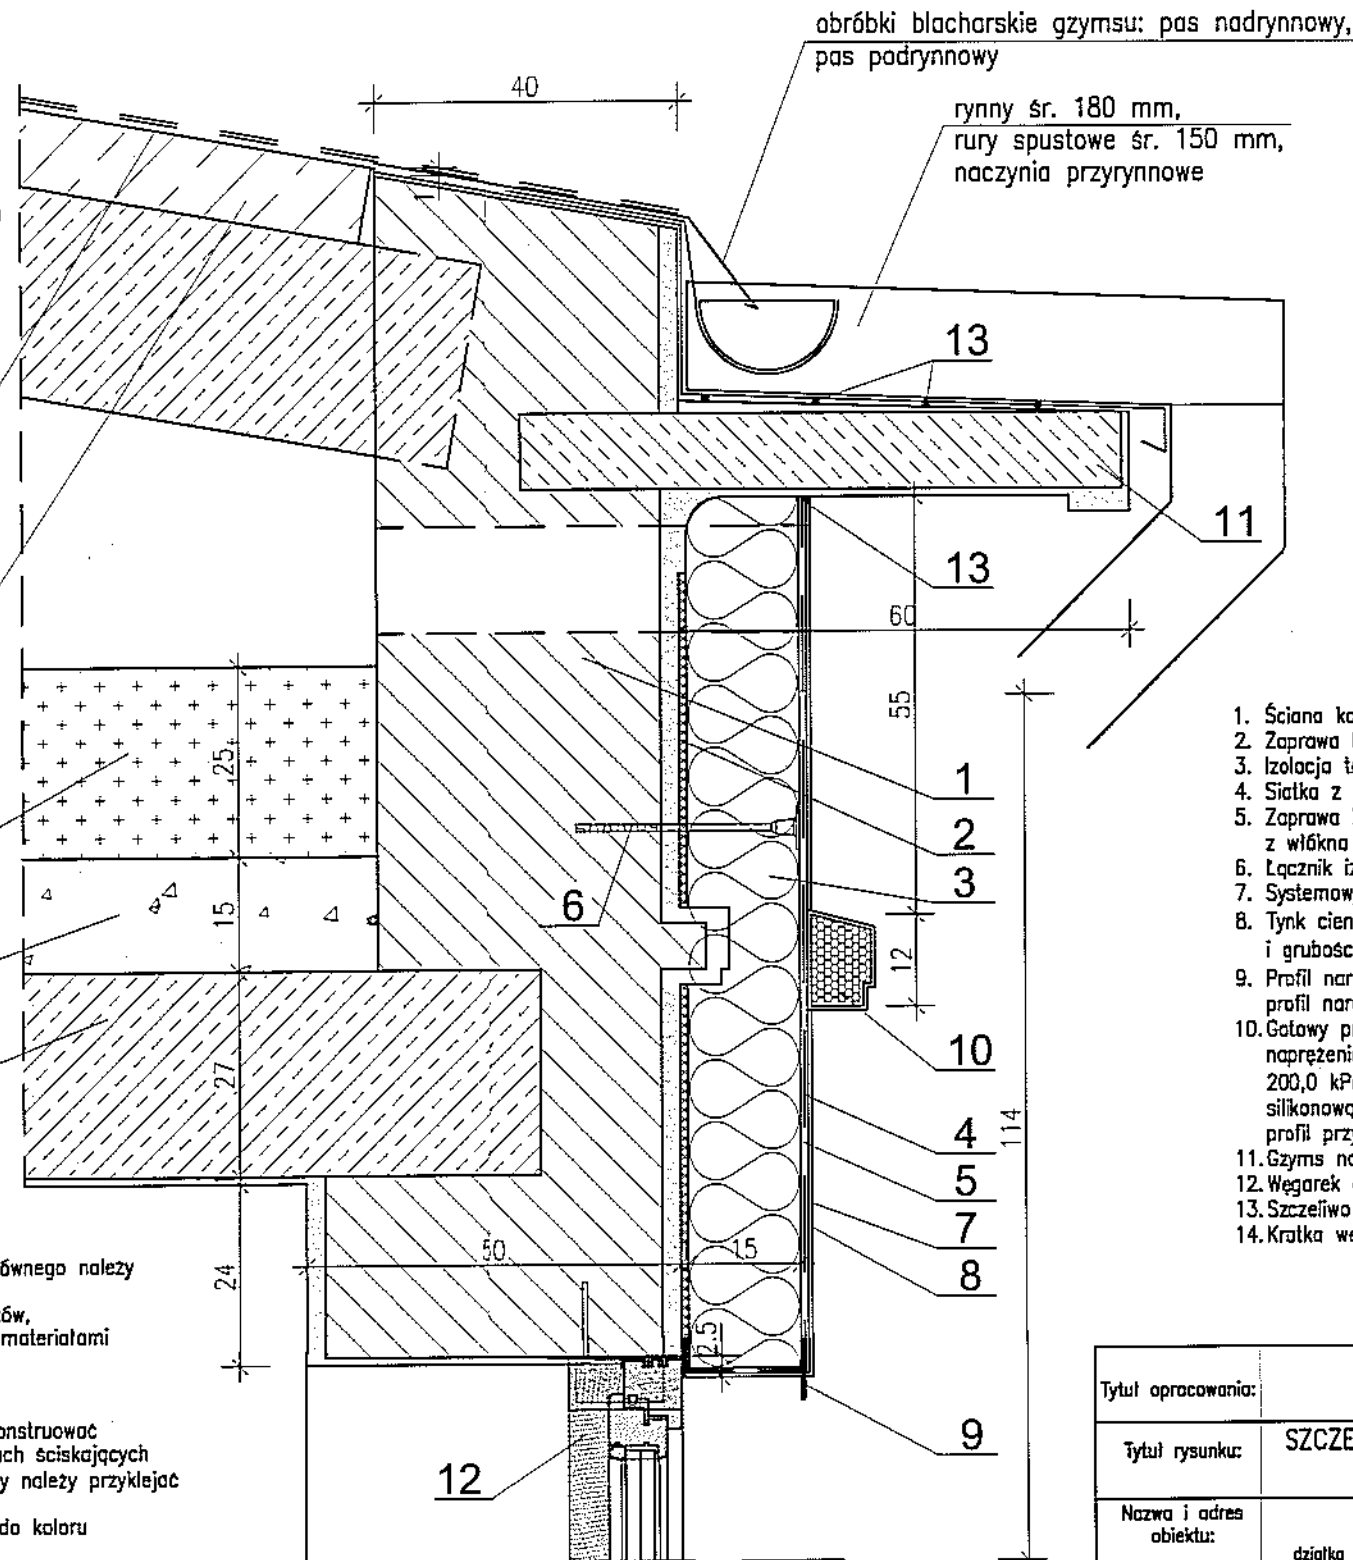 obróbki blacharskie gzymsu: pas nadrynnowy,
pas podrynnowy
rynny śr. 180 mm,
rury spustowe śr. 150 mm,
naczynia przyrynnowe
40
13
11
13
60
55
25
1
2
3
15
6
12
10
27
114
4
5
7
8
50
15
24
2.5
9
12
1. Ściana
2. Zaprawa
3. Izolacja
4. Siatka z
5. Zaprawa
z włókna
6. Łącznik
7. Systemow
8. Tynk cien
i grubośc
9. Profil nar
profil nar
10. Gotowy pr
naprężeni
200,0 kP
silikonową
profil przy
11. Gzyms
12. Węgarek
13. Szczeliwo
14. Kratka we
ównego należy
ów,
materiałami
onstruować
ach ściskających
y należy przyklejać
do koloru
Tytuł opracowania:
Tytuł rysunku:
SZCZE
Nazwa i adres
obiektu:
działka